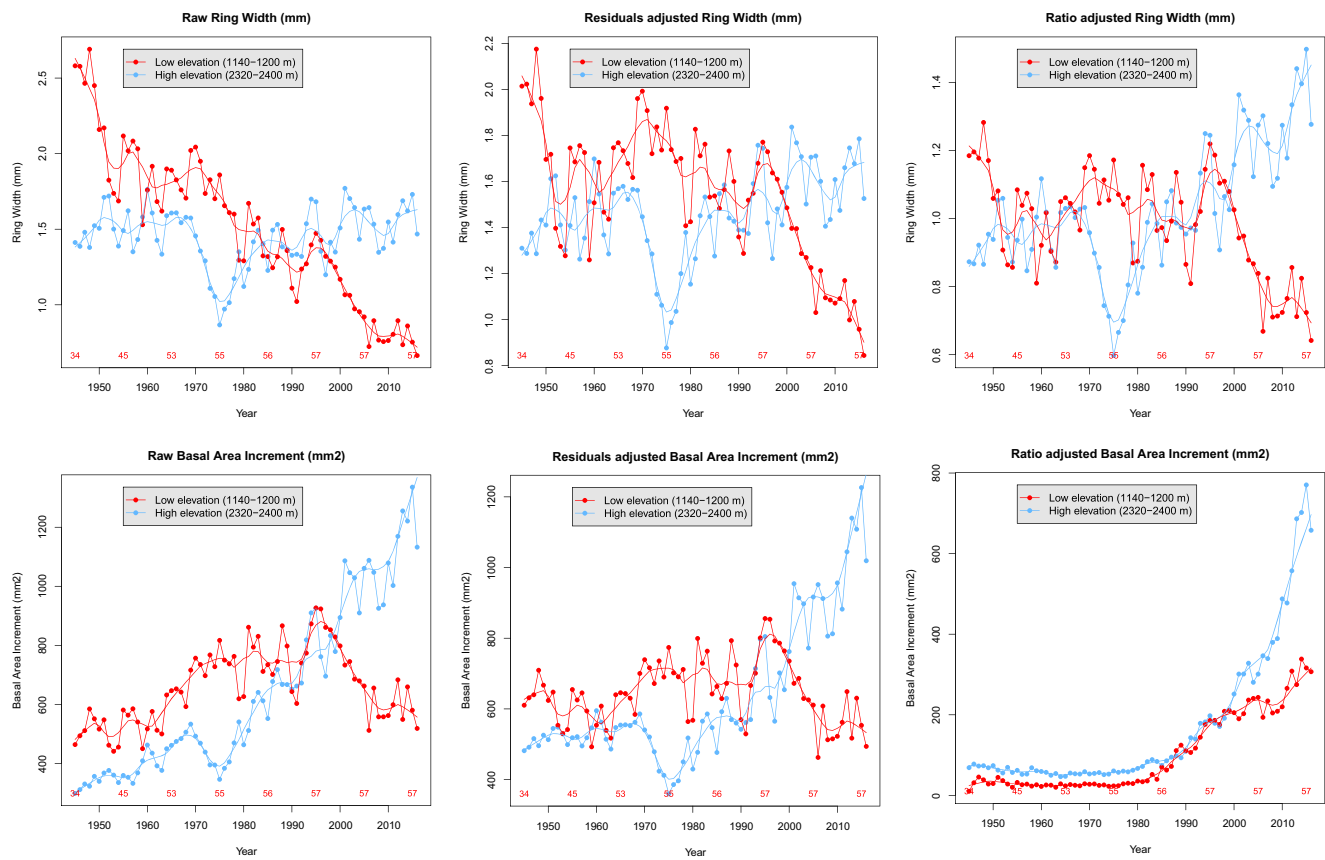 Raw Ring Width (mm)
Ring Width (mm)
2.5
2.0
1.5
1.0
Low elevation (1140−1200 m)
High elevation (2320−2400 m)
34 45 53 55 56 57 57 57
1950 1960 1970 1980 1990 2000 2010
Year
Residuals adjusted Ring Width (mm)
Ring Width (mm)
2.2
2.0
1.8
1.6
1.4
1.2
1.0
0.8
Low elevation (1140−1200 m)
High elevation (2320−2400 m)
34 45 53 55 56 57 57 57
1950 1960 1970 1980 1990 2000 2010
Year
Ratio adjusted Ring Width (mm)
Ring Width (mm)
1.4
1.2
1.0
0.8
0.6
Low elevation (1140−1200 m)
High elevation (2320−2400 m)
34 45 53 55 56 57 57 57
1950 1960 1970 1980 1990 2000 2010
Year
Raw Basal Area Increment (mm2)
Basal Area Increment (mm2)
1200
1000
800
600
400
Low elevation (1140−1200 m)
High elevation (2320−2400 m)
34 45 53 55 56 57 57 57
1950 1960 1970 1980 1990 2000 2010
Year
Residuals adjusted Basal Area Increment (mm2)
Basal Area Increment (mm2)
1200
1000
800
600
400
Low elevation (1140−1200 m)
High elevation (2320−2400 m)
34 45 53 55 56 57 57 57
1950 1960 1970 1980 1990 2000 2010
Year
Ratio adjusted Basal Area Increment (mm2)
Basal Area Increment (mm2)
800
600
400
200
0
Low elevation (1140−1200 m)
High elevation (2320−2400 m)
34 45 53 55 56 57 57 57
1950 1960 1970 1980 1990 2000 2010
Year